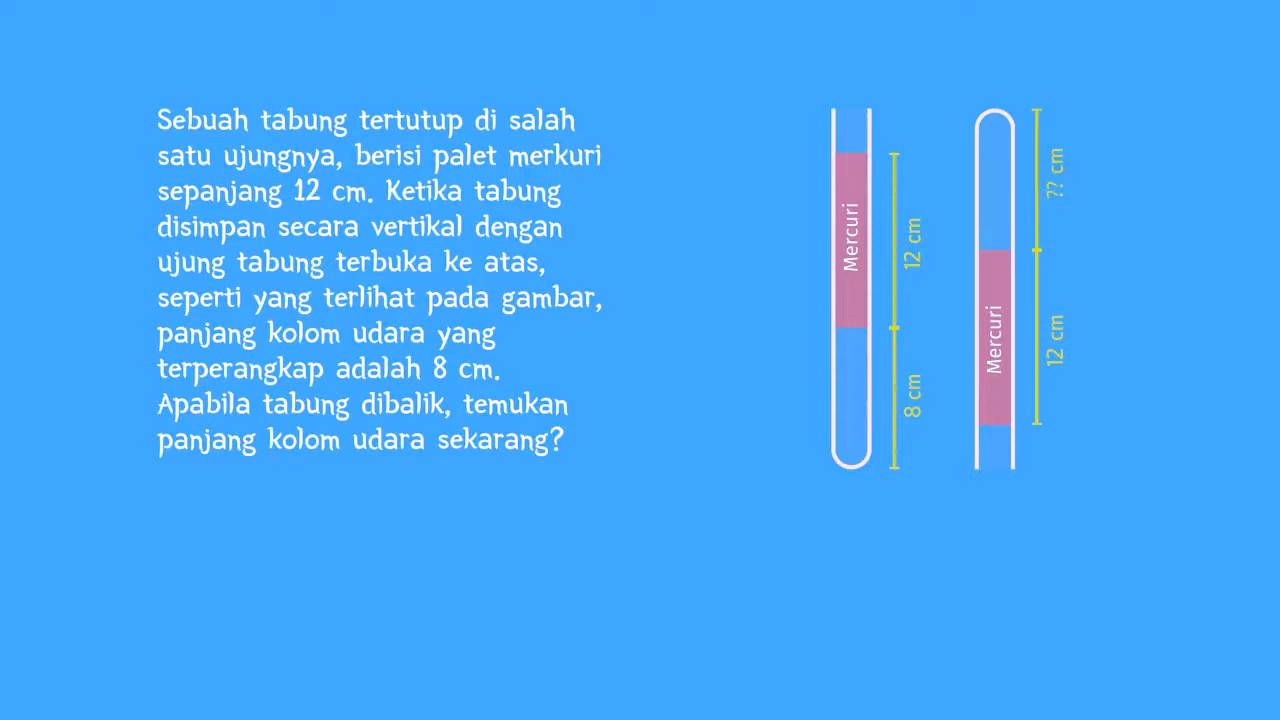 Sebuah tabung tertutup di salah
satu ujungnya, berisi palet merkuri
sepanjang 12 cm. Ketika tabung
disimpan secara vertikal dengan
ujung tabung terbuka ke atas,
seperti yang terlihat pada gambar,
panjang kolom udara yang
terperangkap adalah 8 cm.
Apabila tabung dibalik, temukan
panjang kolom udara sekarang?
Mercuri
12 cm
8 cm
Mercuri
?? cm
12 cm